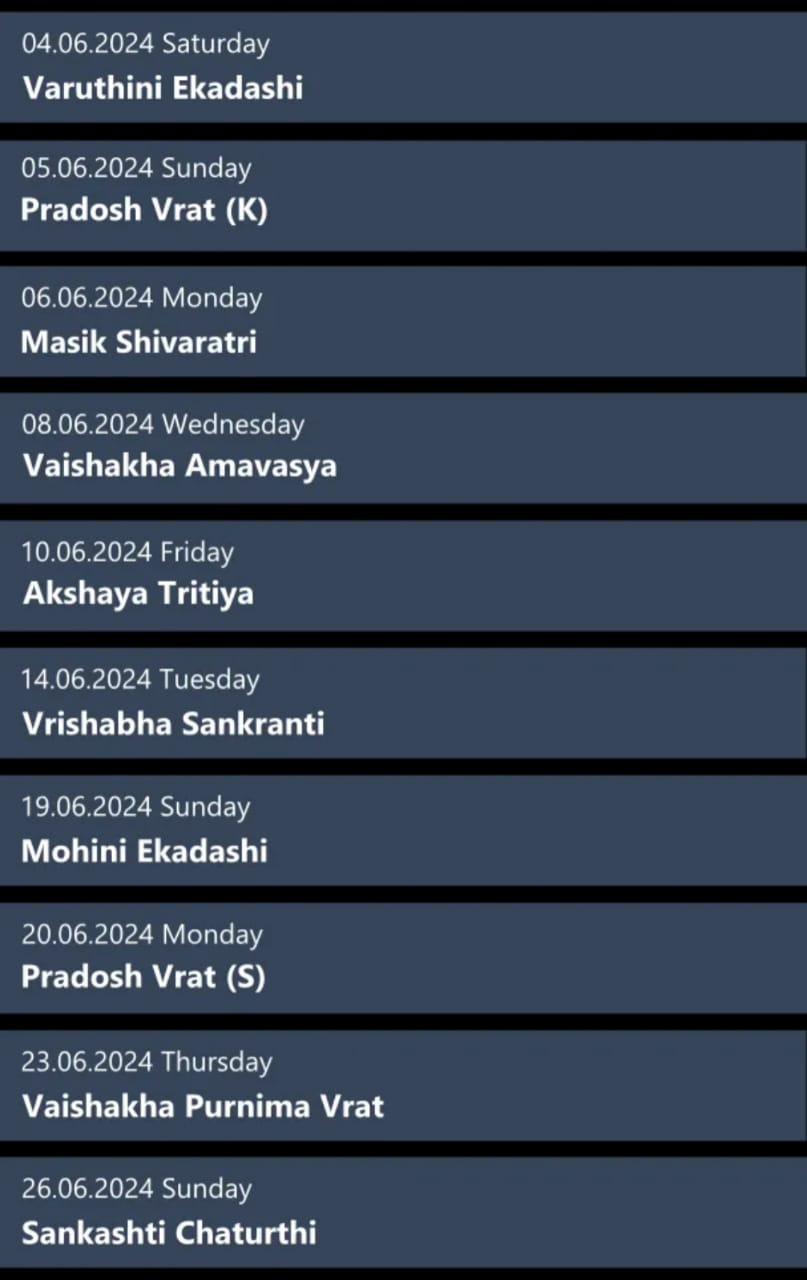 04.06.2024 Saturday
Varuthini Ekadashi
05.06.2024 Sunday
Pradosh Vrat (K)
06.06.2024 Monday
Masik Shivaratri
08.06.2024 Wednesday
Vaishakha Amavasya
10.06.2024 Friday
Akshaya Tritiya
14.06.2024 Tuesday
Vrishabha Sankranti
19.06.2024 Sunday
Mohini Ekadashi
20.06.2024 Monday
Pradosh Vrat (S)
23.06.2024 Thursday
Vaishakha Purnima Vrat
26.06.2024 Sunday
Sankashti Chaturthi